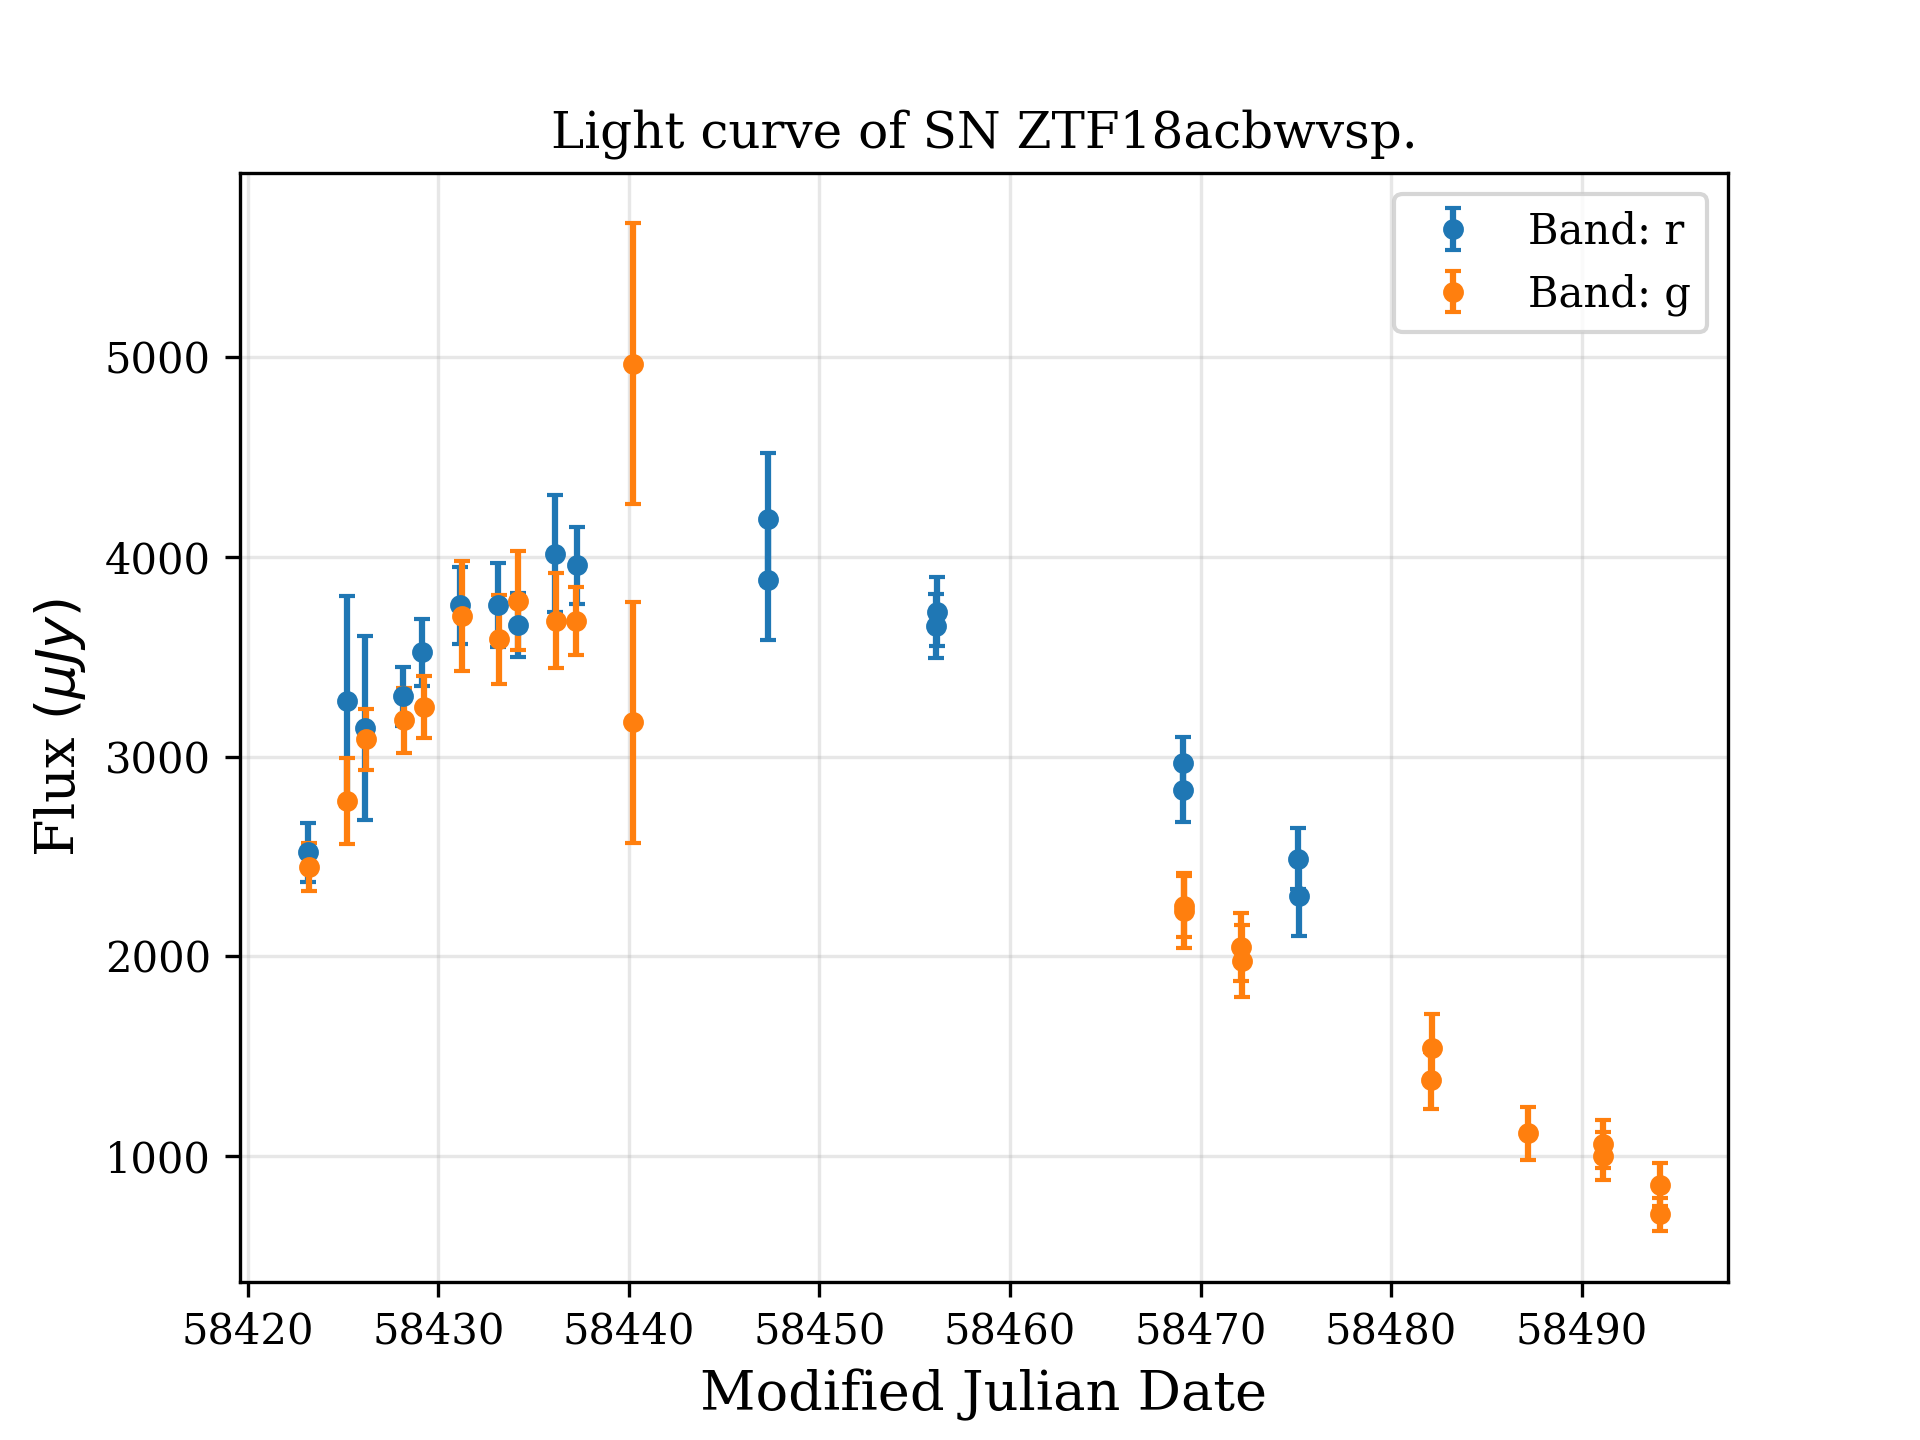 Light curve of SN ZTF18acbwvsp.
Band: r
Band: g
Flux (μJy)
5000
4000
3000
2000
1000
58420 58430 58440 58450 58460 58470 58480 58490
Modified Julian Date